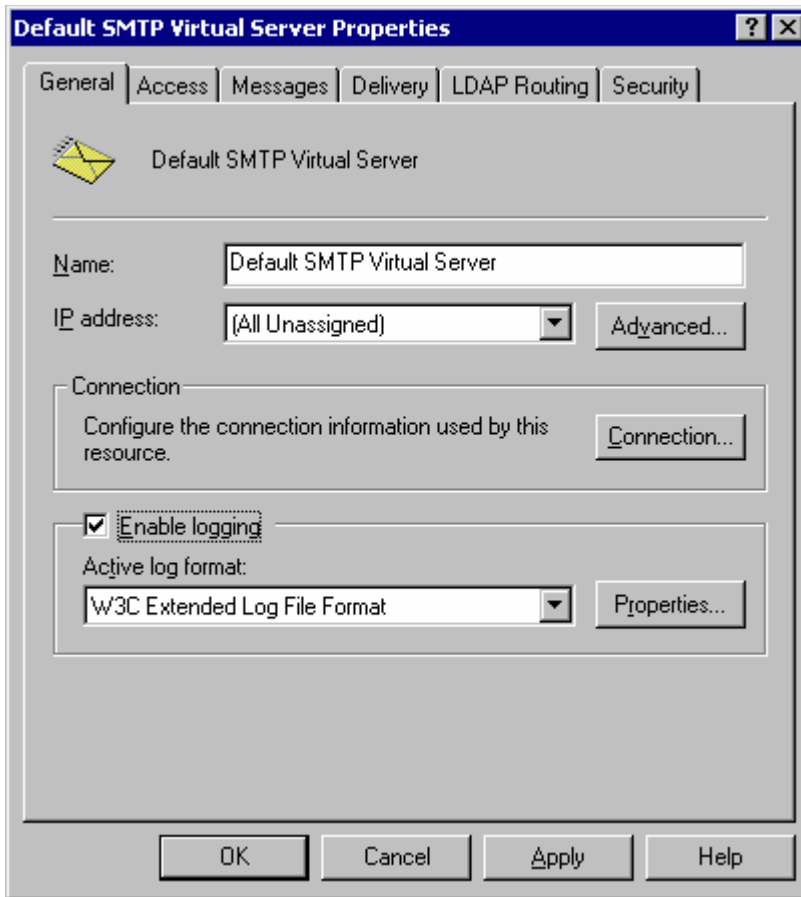 Default SMTP Virtual Server Properties
General Access Messages Delivery LDAP Routing Security
Default SMTP Virtual Server
Name: Default SMTP Virtual Server
IP address: (All Unassigned) Advanced...
Connection
Configure the connection information used by this
resource.
Connection...
Enable logging
Active log format:
W3C Extended Log File Format Properties...
OK Cancel Apply Help